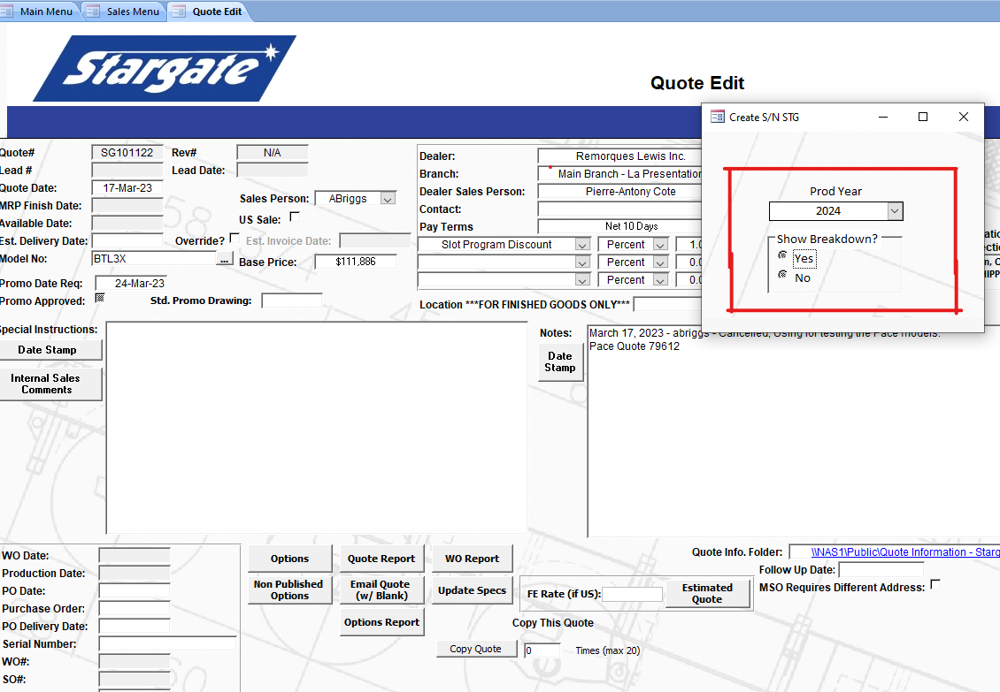 Main Menu Sales Menu Quote Edit
Stargate
Quote Edit
Create S/N STG
Prod Year
2024
Show Breakdown?
Yes
No
Quote# SG101122 Rev# N/A
Lead # Lead Date:
Quote Date: 17-Mar-23
MRP Finish Date: Sales Person: ABriggs
Available Date: US Sale:
Est. Delivery Date: Override? Est. Invoice Date:
Model No: BTL3X ... Base Price: $111,886
Promo Date Req: 24-Mar-23
Promo Approved: Std. Promo Drawing:
Dealer: Remorques Lewis Inc.
Branch: Main Branch - La Presentation
Dealer Sales Person: Pierre-Antony Cote
Contact:
Pay Terms Net 10 Days
Slot Program Discount Percent 1.0
Percent 0.0
Percent 0.0
Location ***FOR FINISHED GOODS ONLY***
Special Instructions:
Date Stamp
Internal Sales
Comments
Notes: March 17, 2023 - abriggs - Cancelled, Using for testing the Pace models.
Pace Quote 79612
Date
Stamp
WO Date:
Production Date:
PO Date:
Purchase Order:
PO Delivery Date:
Serial Number:
WO#:
SO#:
Options Quote Report WO Report
Non Published
Options
Email Quote
(w/ Blank)
Update Specs
Options Report
FE Rate (if US):
Estimated
Quote
Copy This Quote
Copy Quote 0 Times (max 20)
Quote Info. Folder: \\NAS1\Public\Quote Information - Starg
Follow Up Date:
MSO Requires Different Address: